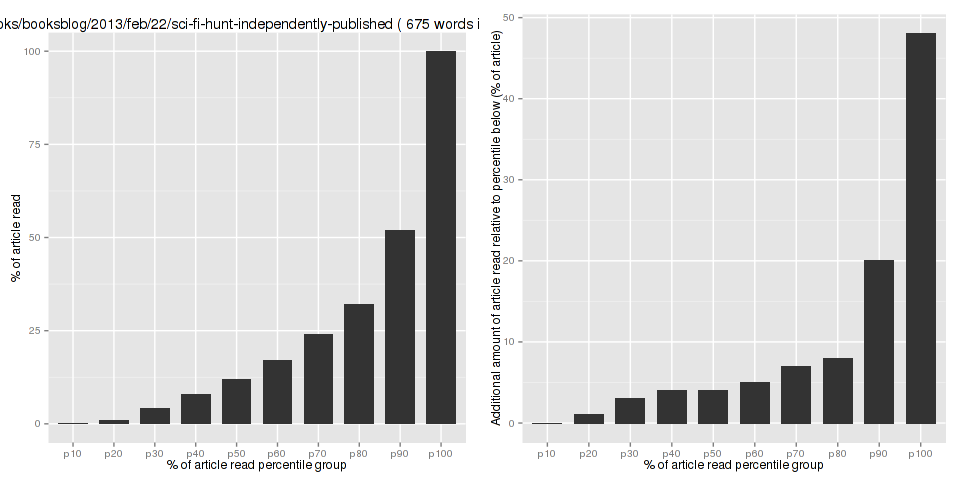 oks/booksblog/2013/feb/22/sci-fi-hunt-independently-published ( 675 words i
100
75
50
25
0
% of article read
p10 p20 p30 p40 p50 p60 p70 p80 p90 p100
% of article read percentile group
50
40
30
20
10
0
Additional amount of article read relative to percentile below (% of article)
p10 p20 p30 p40 p50 p60 p70 p80 p90 p100
% of article read percentile group